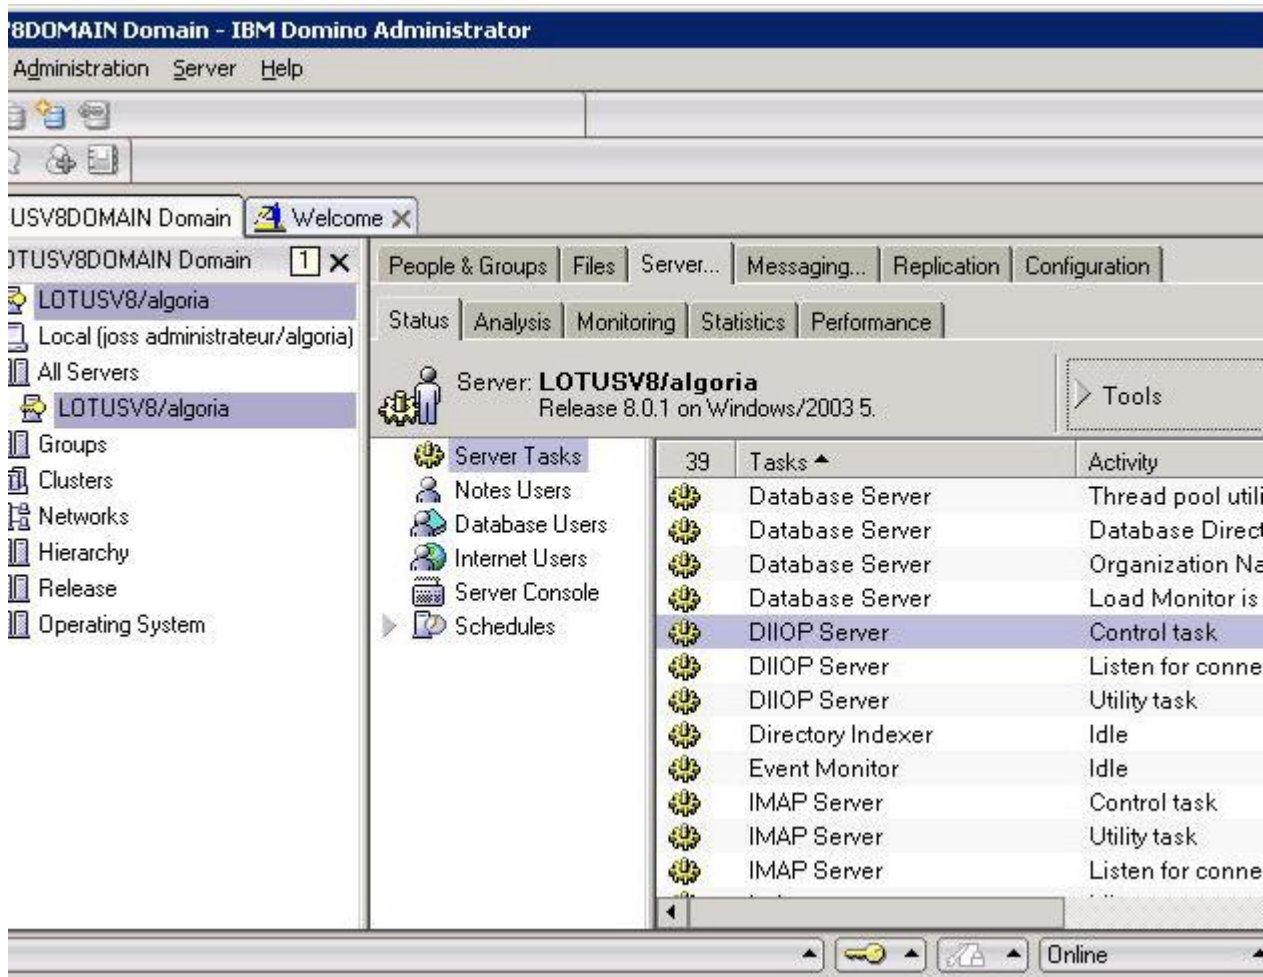 V8DOMAIN Domain - IBM Domino Administrator
Administration Server Help
USV8DOMAIN Domain
Welcome
OTUSV8DOMAIN Domain 1
LOTUSV8/algoria
Local (joss administrateur/algoria)
All Servers
LOTUSV8/algoria
Groups
Clusters
Networks
Hierarchy
Release
Operating System
People & Groups Files Server... Messaging... Replication Configuration
Status Analysis Monitoring Statistics Performance
Server: LOTUSV8/algoria
Release 8.0.1 on Windows/2003 5.
Tools
Server Tasks
Notes Users
Database Users
Internet Users
Server Console
Schedules
39 Tasks Activity
Database Server Thread pool utili
Database Server Database Direct
Database Server Organization Na
Database Server Load Monitor is
DIIOP Server Control task
DIIOP Server Listen for conne
DIIOP Server Utility task
Directory Indexer Idle
Event Monitor Idle
IMAP Server Control task
IMAP Server Utility task
IMAP Server Listen for conne
Online